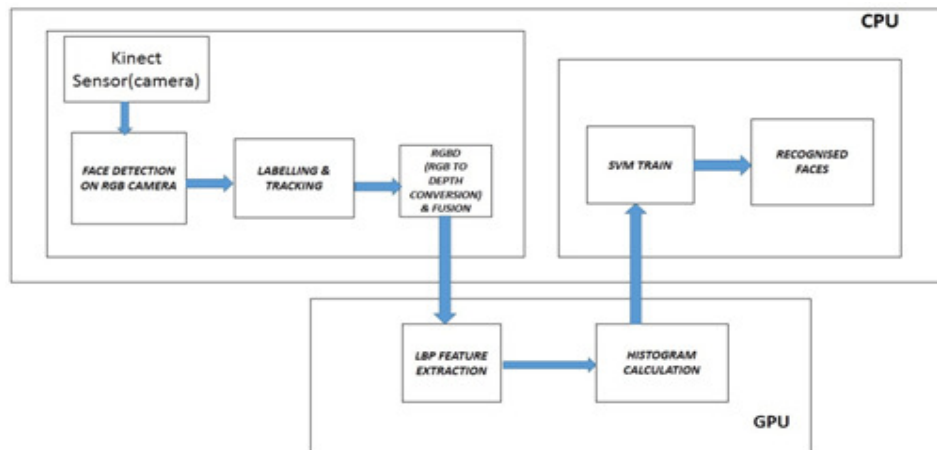 CPU
Kinect
Sensor(camera)
FACE DETECTION
ON RGB CAMERA
LABELLING &
TRACKING
RGBD
(RGB TO
DEPTH
CONVERSION)
& FUSION
SVM TRAIN
RECOGNISED
FACES
LBP FEATURE
EXTRACTION
HISTOGRAM
CALCULATION
GPU